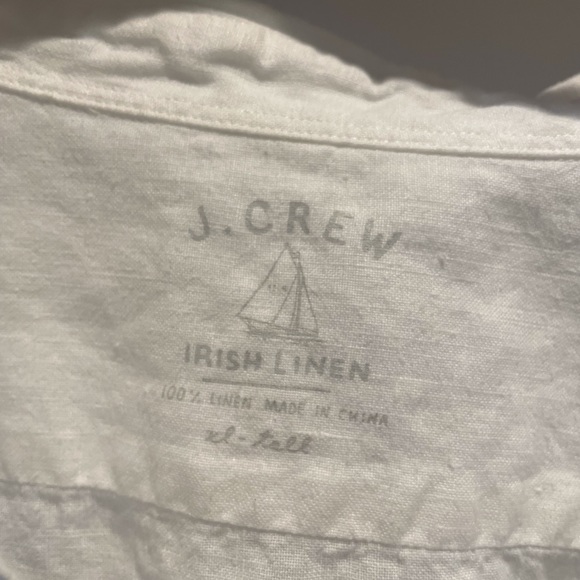 J. CREW
IRISH LINEN
100% LINEN MADE IN CHINA
xl-tall